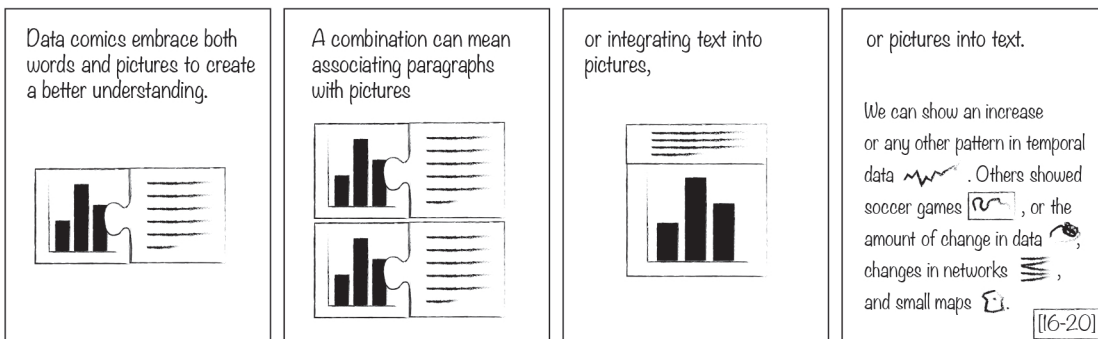 Data comics embrace both
words and pictures to create
a better understanding.
A combination can mean
associating paragraphs
with pictures
or integrating text into
pictures,
or pictures into text.
We can show an increase
or any other pattern in temporal
data . Others showed
soccer games , or the
amount of change in data ,
changes in networks ,
and small maps .
[16-20]